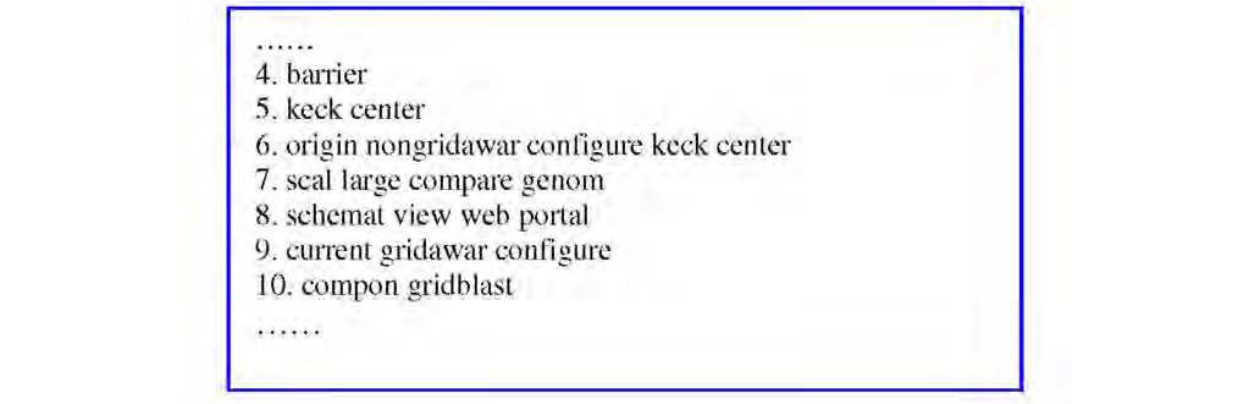 ......
4. barrier
5. keck center
6. origin nongridawar configure keck center
7. scal large compare genom
8. schemat view web portal
9. current gridawar configure
10. compon gridblast
......